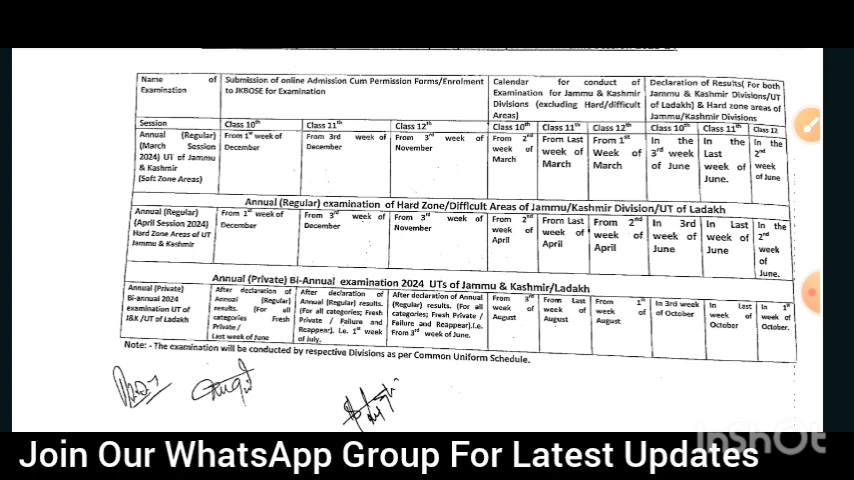 Name of Examination
Submission of online Admission Cum Permission Forms/Enrolment to JKBOSE for Examination
Calendar for conduct of Examination for Jammu & Kashmir Divisions (excluding Hard/difficult Areas)
Declaration of Results( For both Jammu & Kashmir Divisions/UT of Ladakh) & Hard zone areas of Jammu/Kashmir Divisions
Session
Class 10th
Class 11th
Class 12th
Class 10th
Class 11th
Class 12th
Class 10th
Class 11th
Class 12
Annual (Regular) (March Session 2024) UT of Jammu & Kashmir (Soft Zone Areas)
From 1st week of December
From 3rd week of December
From 3rd week of November
From 2nd week of March
From Last week of March
From 1st Week of March
In the 3rd week of June
In the Last week of June.
In the 2nd week of June
Annual (Regular) examination of Hard Zone/Difficult Areas of Jammu/Kashmir Division/UT of Ladakh
Annual (Regular) (April Session 2024) Hard Zone Areas of UT Jammu & Kashmir
From 1st week of December
From 3rd week of December
From 3rd week of November
From 2nd week of April
From Last week of April
From 2nd week of April
In 3rd week of June
In Last week of June
In the 2nd week of June.
Annual (Private) Bi-Annual examination 2024 UTs of Jammu & Kashmir/Ladakh
Annual (Private) Bi-annual 2024 examination UT of J&K /UT of Ladakh
After declaration of Annual (Regular) results. (For all categories Fresh Private / Last week of June
After declaration of Annual (Regular) results. (For all categories; Fresh Private / Failure and Reappear). i.e. 1st week of July.
After declaration of Annual (Regular) results. (For all categories; Fresh Private / Failure and Reappear).i.e. From 3rd week of June.
From 3rd week of August
From Last week of August
From 1st week of August
In 3rd week of October
In Last week of October
In 1st week of October.
Note: - The examination will be conducted by respective Divisions as per Common Uniform Schedule.
InShOt
Join Our WhatsApp Group For Latest Updates